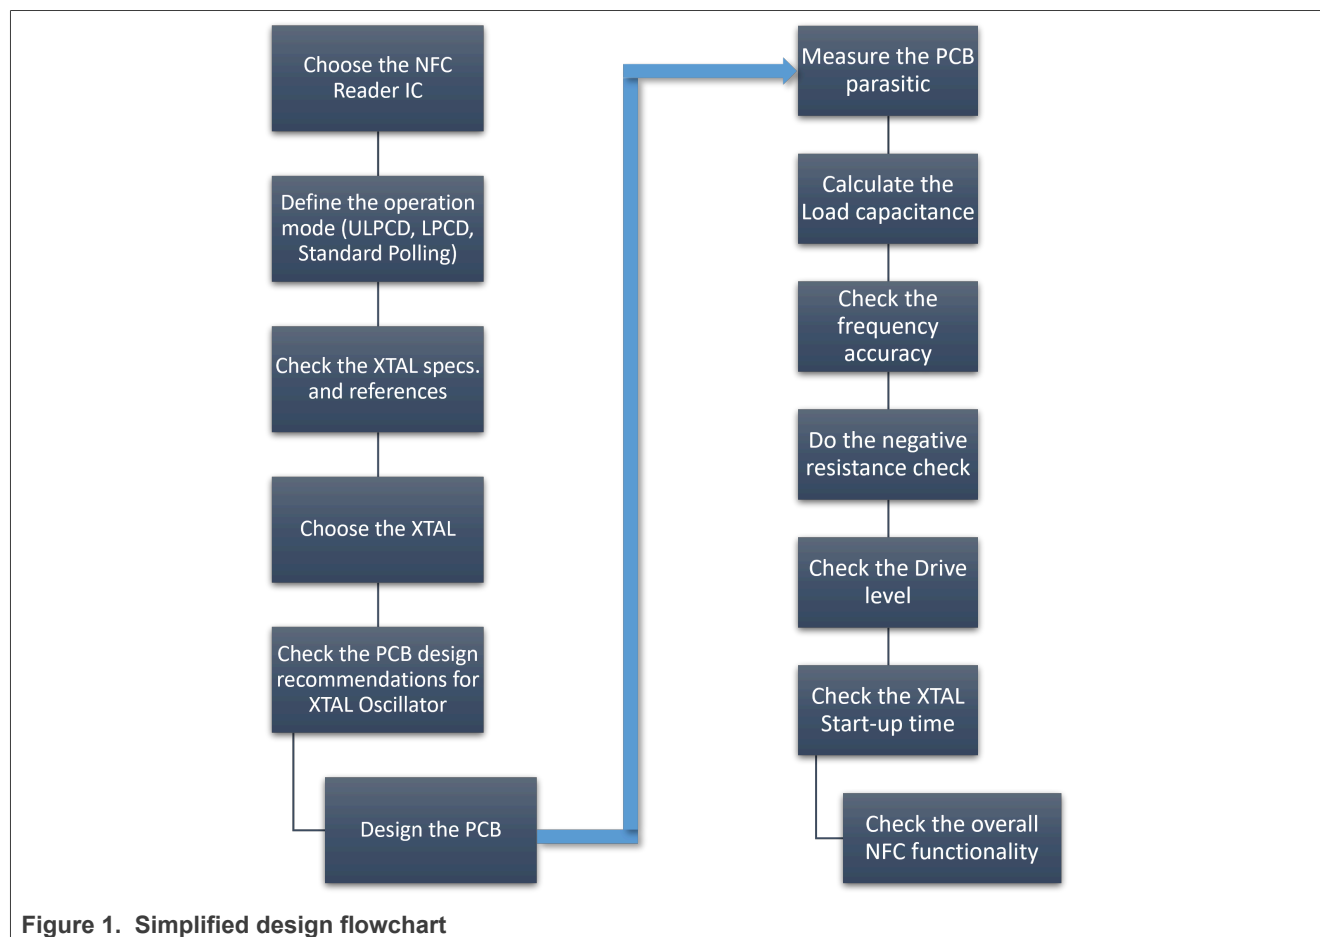 Choose the NFC
Reader IC
Define the operation
mode (ULPCD, LPCD,
Standard Polling)
Check the XTAL specs.
and references
Choose the XTAL
Check the PCB design
recommendations for
XTAL Oscillator
Design the PCB
Measure the PCB
parasitic
Calculate the
Load capacitance
Check the
frequency
accuracy
Do the negative
resistance check
Check the Drive
level
Check the XTAL
Start-up time
Check the overall
NFC functionality
Figure 1. Simplified design flowchart